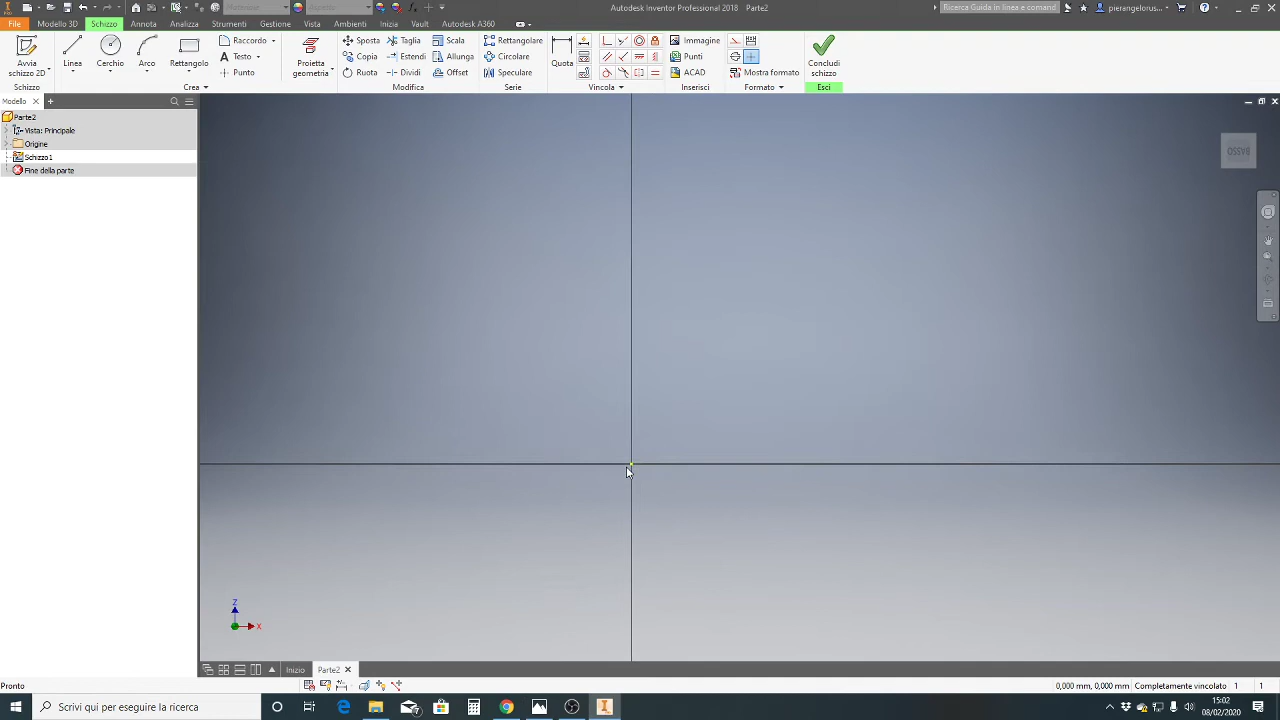 Autodesk Inventor Professional 2018 Parte2
Ricerca Guida in linea e comand
pierangelorus...
File Modello 3D Schizzo Annota Analizza Strumenti Gestione Vista Ambienti Inizia Vault Autodesk A360
Avvia schizzo 2D
Linea
Cerchio
Arco
Rettangolo
Raccordo
Testo
Punto
Proietta geometria
Sposta
Copia
Ruota
Taglia
Estendi
Dividi
Scala
Allunga
Offset
Rettangolare
Circolare
Speculare
Quota
Immagine
Punti
ACAD
Mostra formato
Concludi schizzo
Schizzo Crea Modifica Serie Vincola Inserisci Formato Esci
Modello
Parte2
Vista: Principale
Origine
Schizzo1
Fine della parte
BASSO
Z
X
Inizio Parte2
Pronto
0,000 mm, 0,000 mm Completamente vincolato 1 1
Scrivi qui per eseguire la ricerca
15:02
08/02/2020